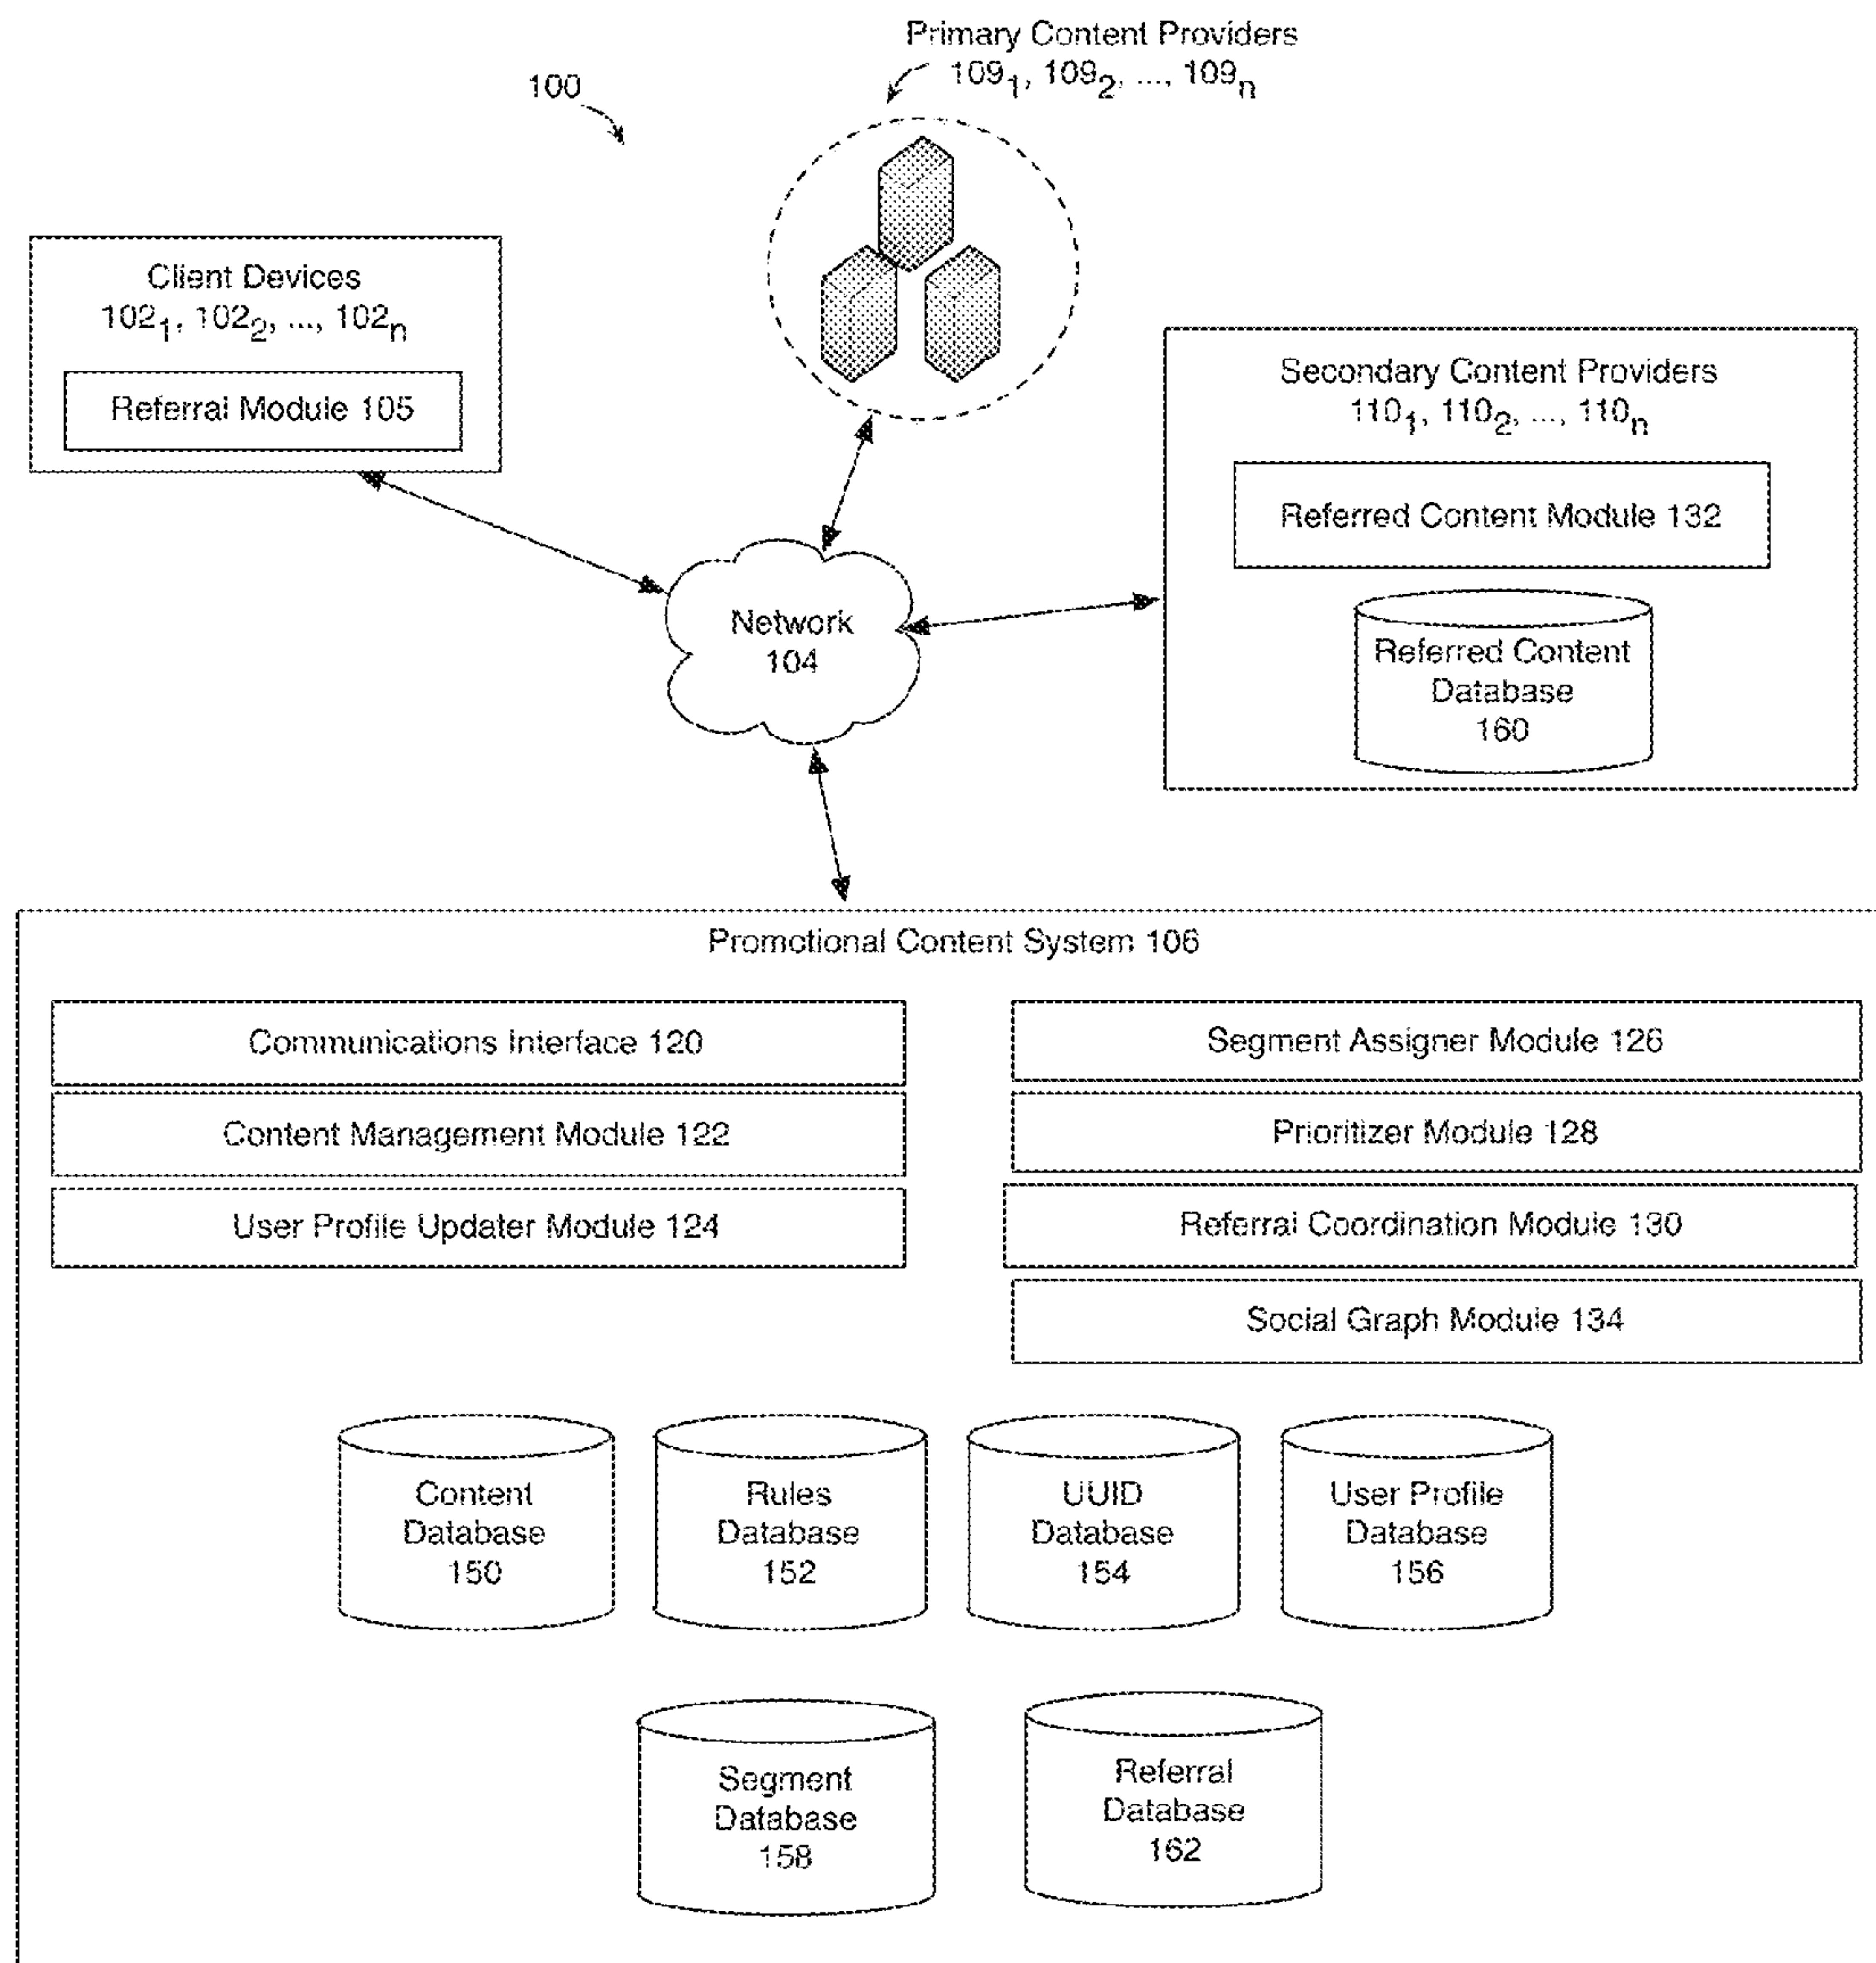 Primary Content Providers
109₁, 109₂, ..., 109ₙ
100
Client Devices
102₁, 102₂, ..., 102ₙ
Referral Module 105
Secondary Content Providers
110₁, 110₂, ..., 110ₙ
Referred Content Module 132
Referred Content
Database
160
Network
104
Promotional Content System 106
Communications Interface 120
Content Management Module 122
User Profile Updater Module 124
Segment Assigner Module 126
Prioritizer Module 128
Referral Coordination Module 130
Social Graph Module 134
Content
Database
150
Rules
Database
152
UUID
Database
154
User Profile
Database
156
Segment
Database
158
Referral
Database
162